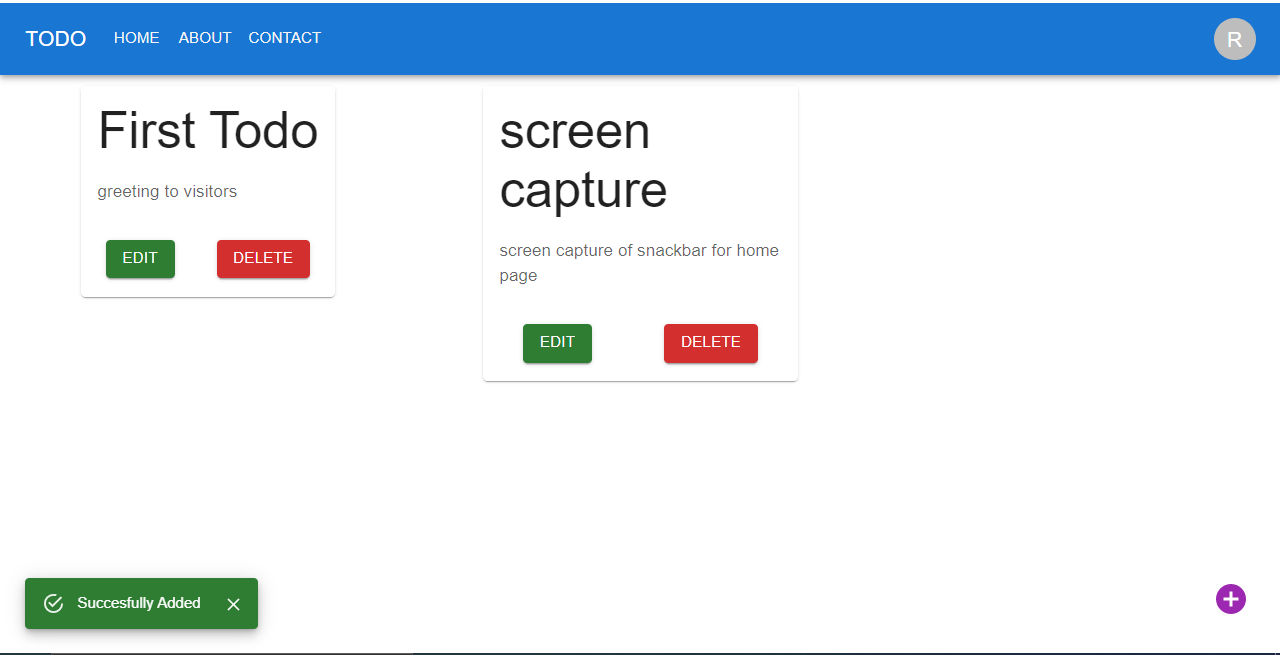 TODO HOME ABOUT CONTACT R
First Todo
greeting to visitors
EDIT DELETE
screen
capture
screen capture of snackbar for home
page
EDIT DELETE
Succesfully Added